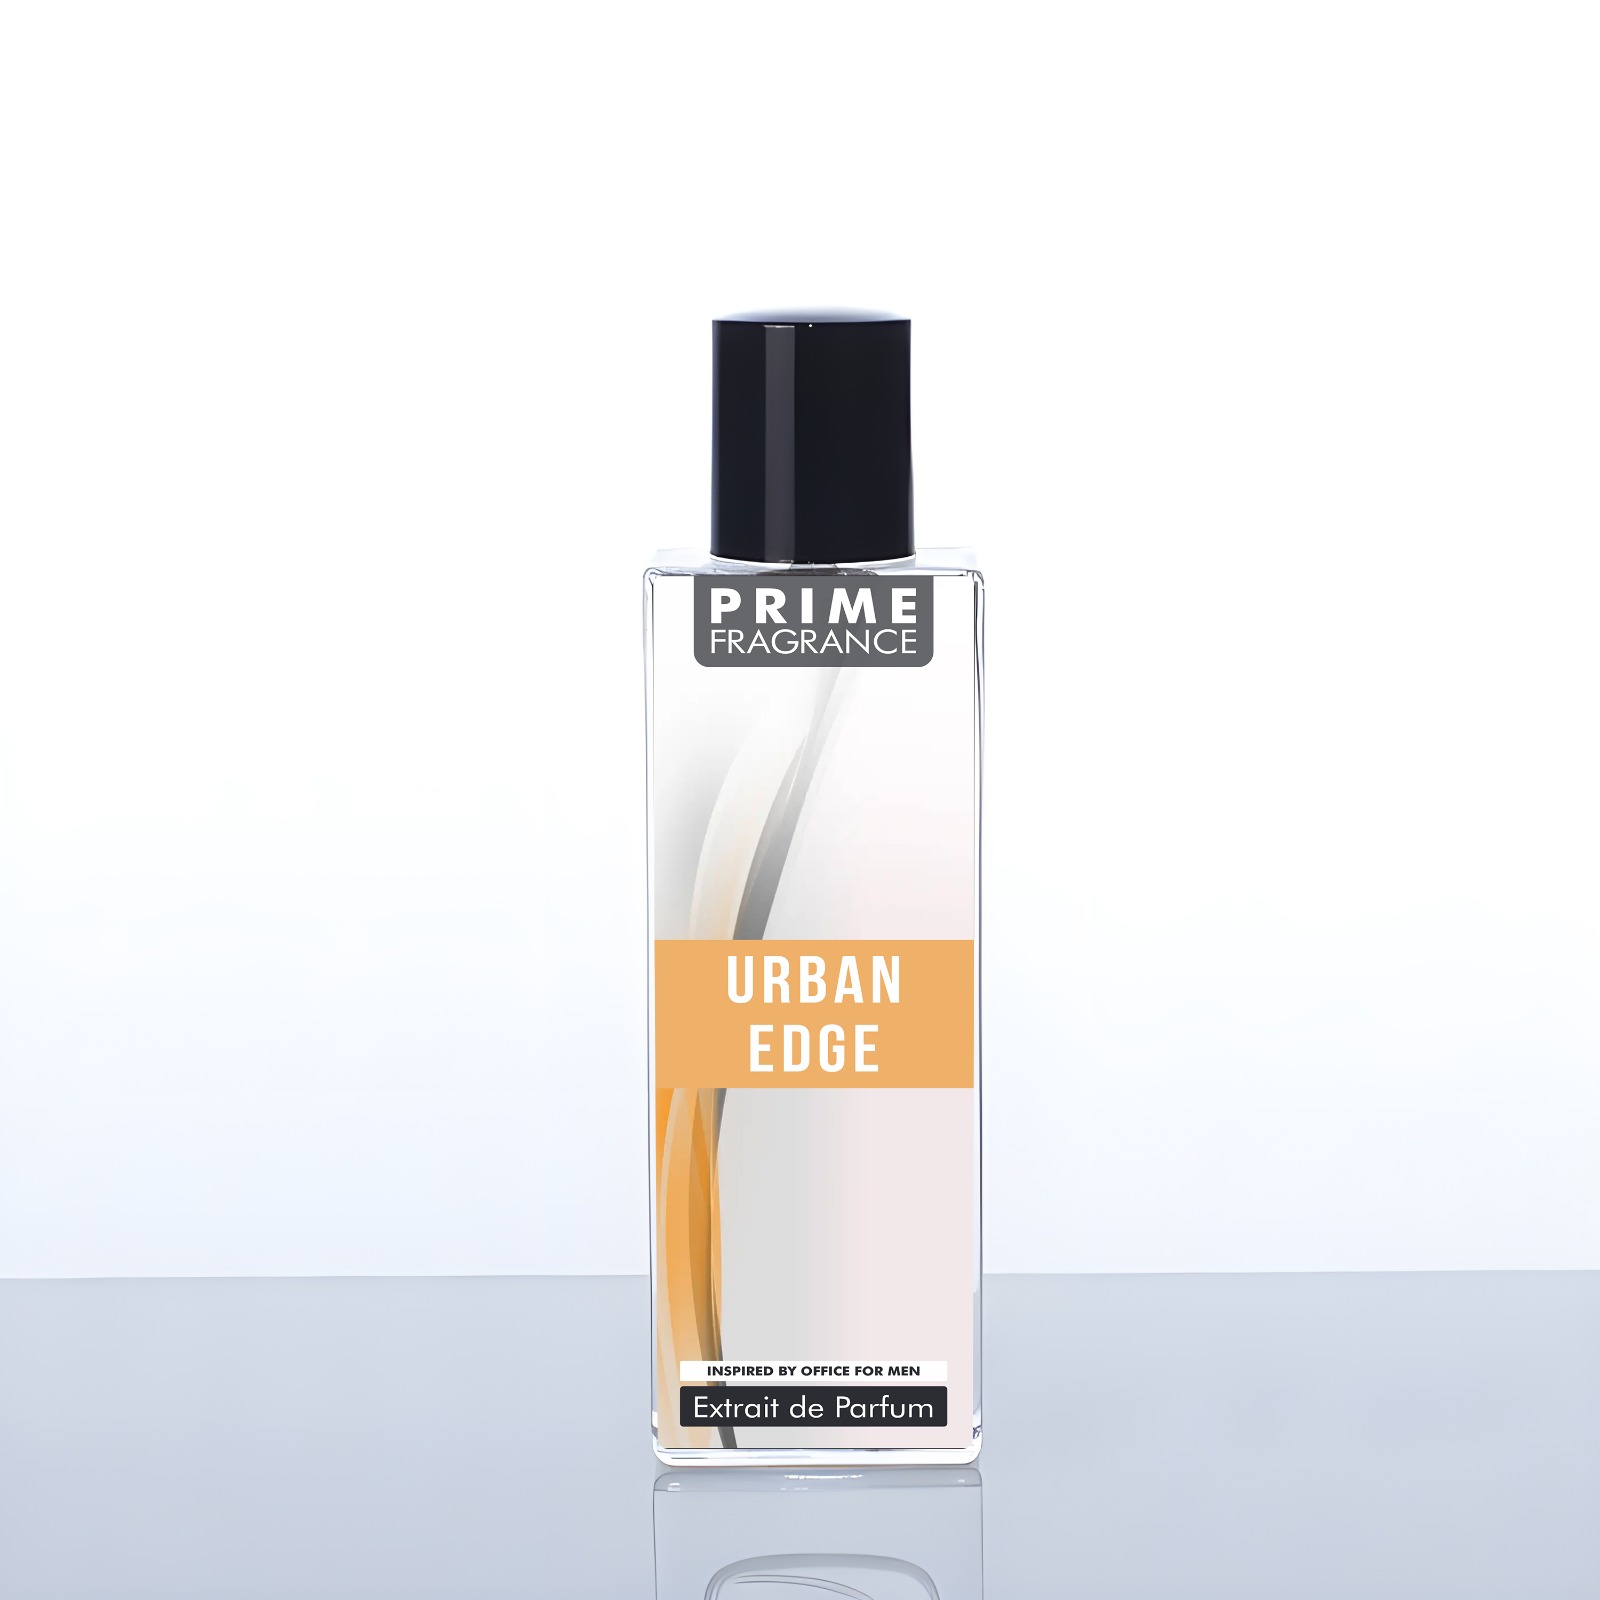 PRIME
FRAGRANCE
URBAN
EDGE
INSPIRED BY OFFICE FOR MEN
Extrait de Parfum